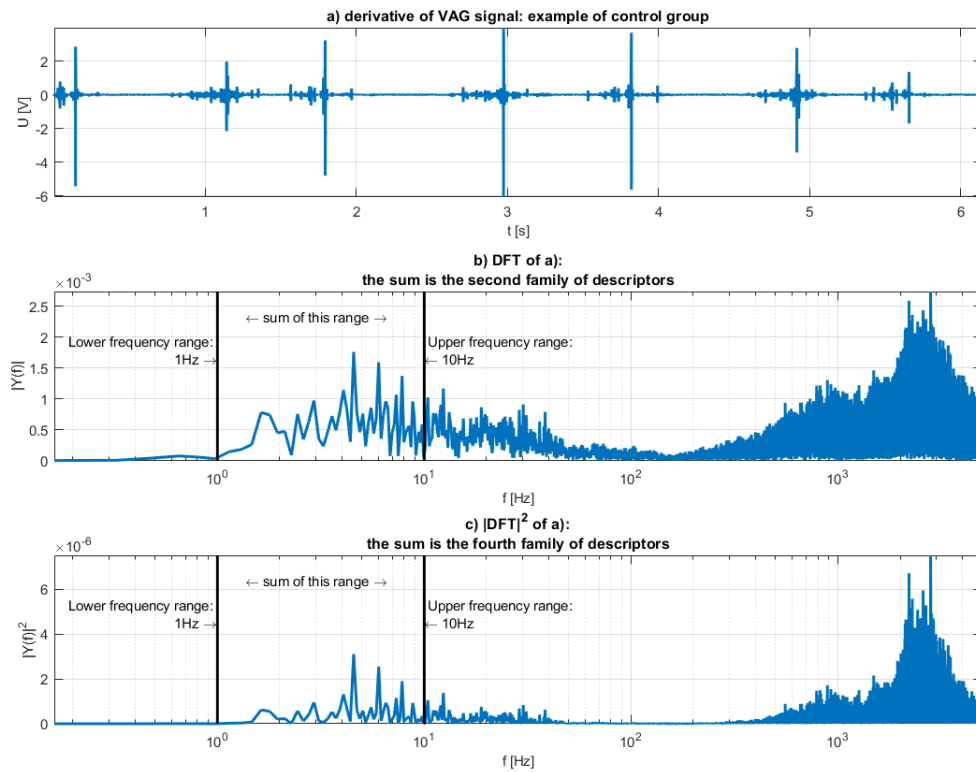 a) derivative of VAG signal: example of control group
U [V]
2
0
-2
-4
-6
1 2 3 4 5 6
t [s]
b) DFT of a):
the sum is the second family of descriptors
×10⁻³
|Y(f)|
2.5
2
1.5
1
0.5
0
← sum of this range →
Lower frequency range:
1Hz →
Upper frequency range:
← 10Hz
10⁰ 10¹ 10² 10³
f [Hz]
c) |DFT|² of a):
the sum is the fourth family of descriptors
×10⁻⁶
|Y(f)|²
6
4
2
0
← sum of this range →
Lower frequency range:
1Hz →
Upper frequency range:
← 10Hz
10⁰ 10¹ 10² 10³
f [Hz]